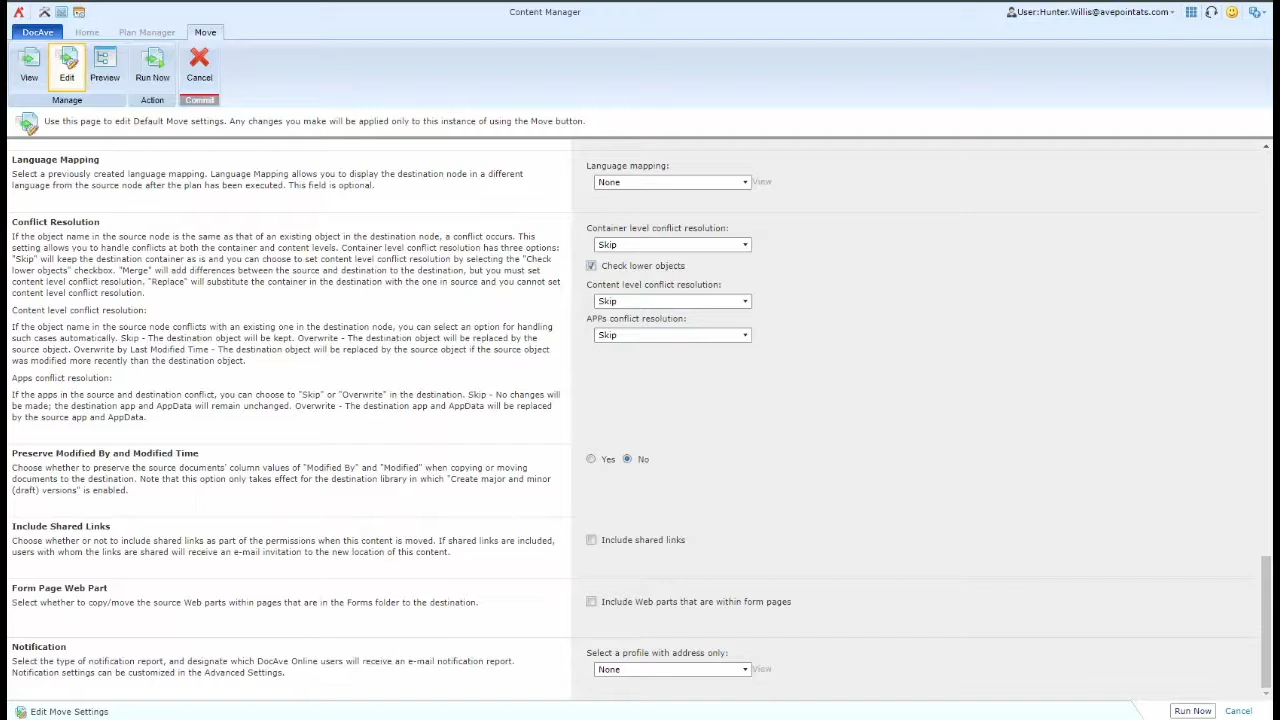 Content Manager
User:Hunter.Willis@avepointats.com
DocAve
Home
Plan Manager
Move
View
Edit
Preview
Run Now
Cancel
Manage
Action
Commit
Use this page to edit Default Move settings. Any changes you make will be applied only to this instance of using the Move button.
Language Mapping
Select a previously created language mapping. Language Mapping allows you to display the destination node in a different
language from the source node after the plan has been executed. This field is optional.
Language mapping:
None
View
Conflict Resolution
If the object name in the source node is the same as that of an existing object in the destination node, a conflict occurs. This
setting allows you to handle conflicts at both the container and content levels. Container level conflict resolution has three options:
"Skip" will keep the destination container as is and you can choose to set content level conflict resolution by selecting the "Check
lower objects" checkbox. "Merge" will add differences between the source and destination to the destination, but you must set
content level conflict resolution. "Replace" will substitute the container in the destination with the one in source and you cannot set
content level conflict resolution.
Content level conflict resolution:
If the object name in the source node conflicts with an existing one in the destination node, you can select an option for handling
such cases automatically. Skip - The destination object will be kept. Overwrite - The destination object will be replaced by the
source object. Overwrite by Last Modified Time - The destination object will be replaced by the source object if the source object
was modified more recently than the destination object.
Apps conflict resolution:
If the apps in the source and destination conflict, you can choose to "Skip" or "Overwrite" in the destination. Skip - No changes will
be made; the destination app and AppData will remain unchanged. Overwrite - The destination app and AppData will be replaced
by the source app and AppData.
Container level conflict resolution:
Skip
Check lower objects
Content level conflict resolution:
Skip
APPs conflict resolution:
Skip
Preserve Modified By and Modified Time
Choose whether to preserve the source documents' column values of "Modified By" and "Modified" when copying or moving
documents to the destination. Note that this option only takes effect for the destination library in which "Create major and minor
(draft) versions" is enabled.
Yes
No
Include Shared Links
Choose whether or not to include shared links as part of the permissions when this content is moved. If shared links are included,
users with whom the links are shared will receive an e-mail invitation to the new location of this content.
Include shared links
Form Page Web Part
Select whether to copy/move the source Web parts within pages that are in the Forms folder to the destination.
Include Web parts that are within form pages
Notification
Select the type of notification report, and designate which DocAve Online users will receive an e-mail notification report.
Notification settings can be customized in the Advanced Settings.
Select a profile with address only:
None
View
Edit Move Settings
Run Now
Cancel